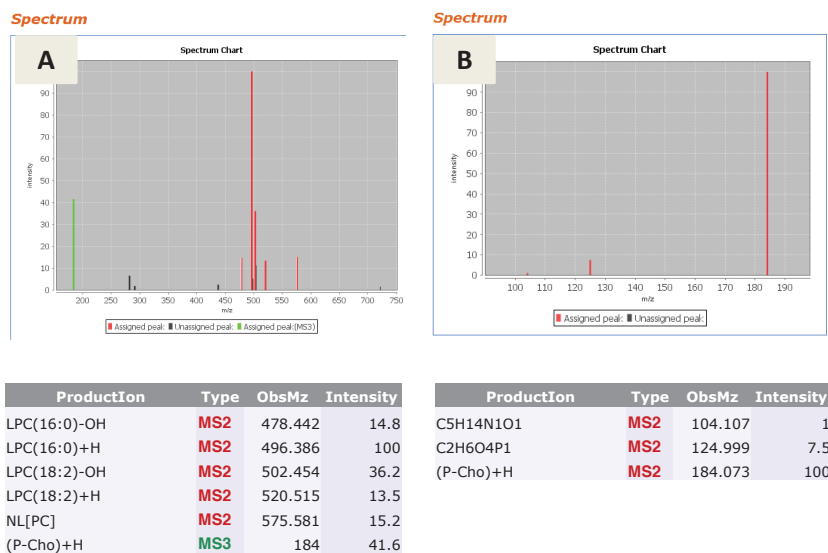 Spectrum
A
Spectrum Chart
intensity
90
80
70
60
50
40
30
20
10
0
200 250 300 350 400 450 500 550 600 650 700 750
m/z
Assigned peak: Unassigned peak: Assigned peak:(MS3)
Spectrum
B
Spectrum Chart
intensity
90
80
70
60
50
40
30
20
10
0
100 110 120 130 140 150 160 170 180 190
m/z
Assigned peak: Unassigned peak:
ProductIon Type ObsMz Intensity
LPC(16:0)-OH MS2 478.442 14.8
LPC(16:0)+H MS2 496.386 100
LPC(18:2)-OH MS2 502.454 36.2
LPC(18:2)+H MS2 520.515 13.5
NL[PC] MS2 575.581 15.2
(P-Cho)+H MS3 184 41.6
ProductIon Type ObsMz Intensity
C5H14N1O1 MS2 104.107 1
C2H6O4P1 MS2 124.999 7.5
(P-Cho)+H MS2 184.073 100